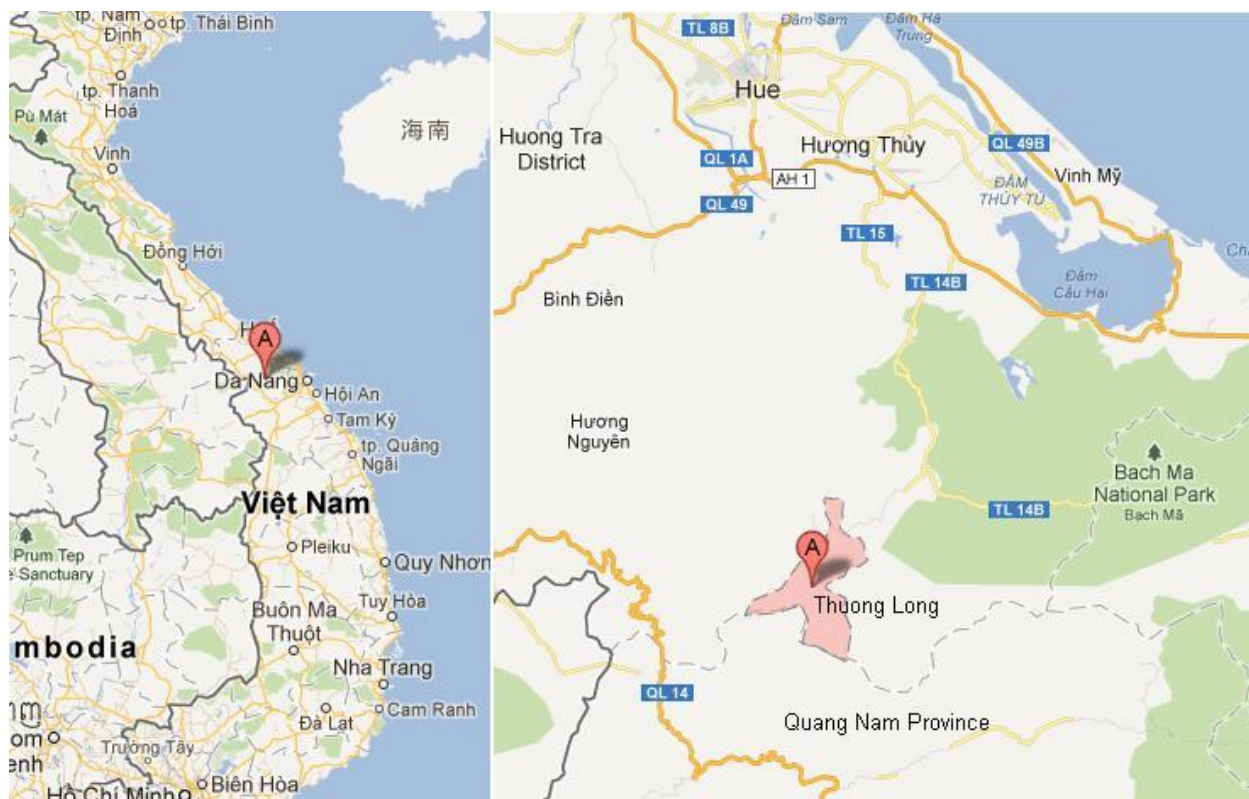 tp. Nam
Định
tp. Thái Bình
tp. Thanh
Hoá
Pù Mát
Vinh
海南
Đồng Hới
A
Da Nang
Hội An
Tam Kỳ
tp. Quảng
Ngãi
Việt Nam
Pleiku
Quy Nhơn
Prum Tep
Sanctuary
Tuy Hòa
Buôn Ma
Thuột
mbodia
Nha Trang
Cam Ranh
Đà Lạt
Trường Tây
Biên Hòa
Hồ Chí Minh
TL 8B
Đầm Sam
Đầm Hà
Trung
Hue
Huong Tra
District
Hương Thủy
QL 49B
QL 1A
AH 1
Vinh Mỹ
ĐẦM
THỦY TÚ
QL 49
TL 15
TL 14B
Đầm
Cầu Hai
Bình Điền
Hương
Nguyên
Bach Ma
National Park
Bạch Mã
TL 14B
A
Thuong Long
QL 14
Quang Nam Province